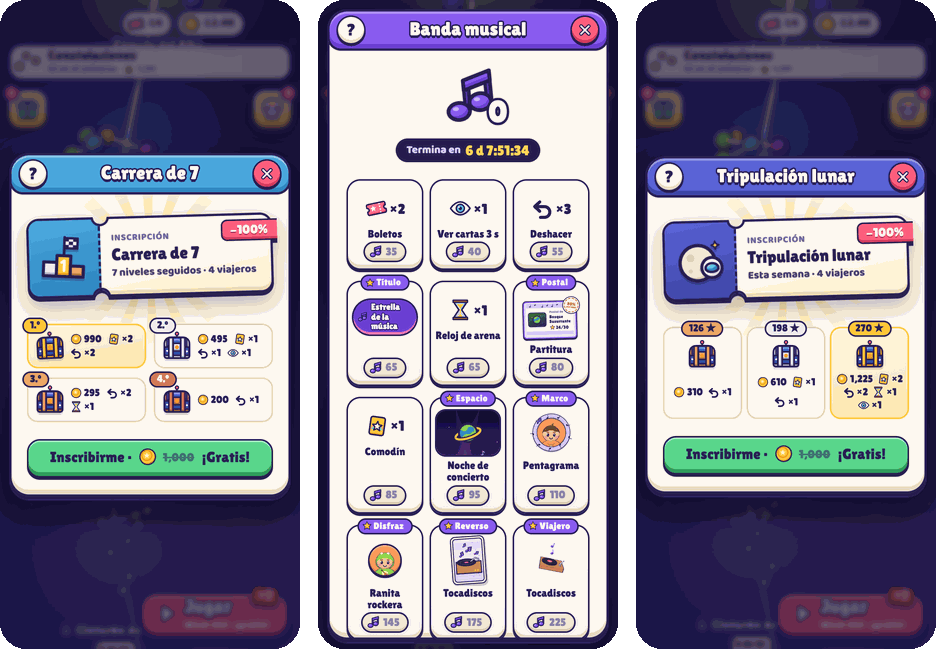 Constelaciones
?
Carrera de 7
-100%
INSCRIPCIÓN
Carrera de 7
7 niveles seguidos · 4 viajeros
1.º
990 ×2
×2
2.º
495 ×1
×1 ×1
3.º
295 ×2
×1
4.º
200 ×1
Inscribirme · 1,000 ¡Gratis!
Jugar
?
Banda musical
0
Termina en 6 d 7:51:34
×2
Boletos
35
×1
Ver cartas 3 s
40
×3
Deshacer
55
Título
Estrella
de la
música
65
×1
Reloj de arena
65
Postal
Partitura
80
×1
Comodín
85
Espacio
Noche de
concierto
95
Marco
Pentagrama
110
Disfraz
Ranita
rockera
145
Reverso
Tocadiscos
175
Viajero
Tocadiscos
225
Constelaciones
?
Tripulación lunar
-100%
INSCRIPCIÓN
Tripulación lunar
Esta semana · 4 viajeros
126 ★
310 ×1
198 ★
610 ×1
×1
270 ★
1,225 ×2
×2 ×1
×1
Inscribirme · 1,000 ¡Gratis!
Jugar